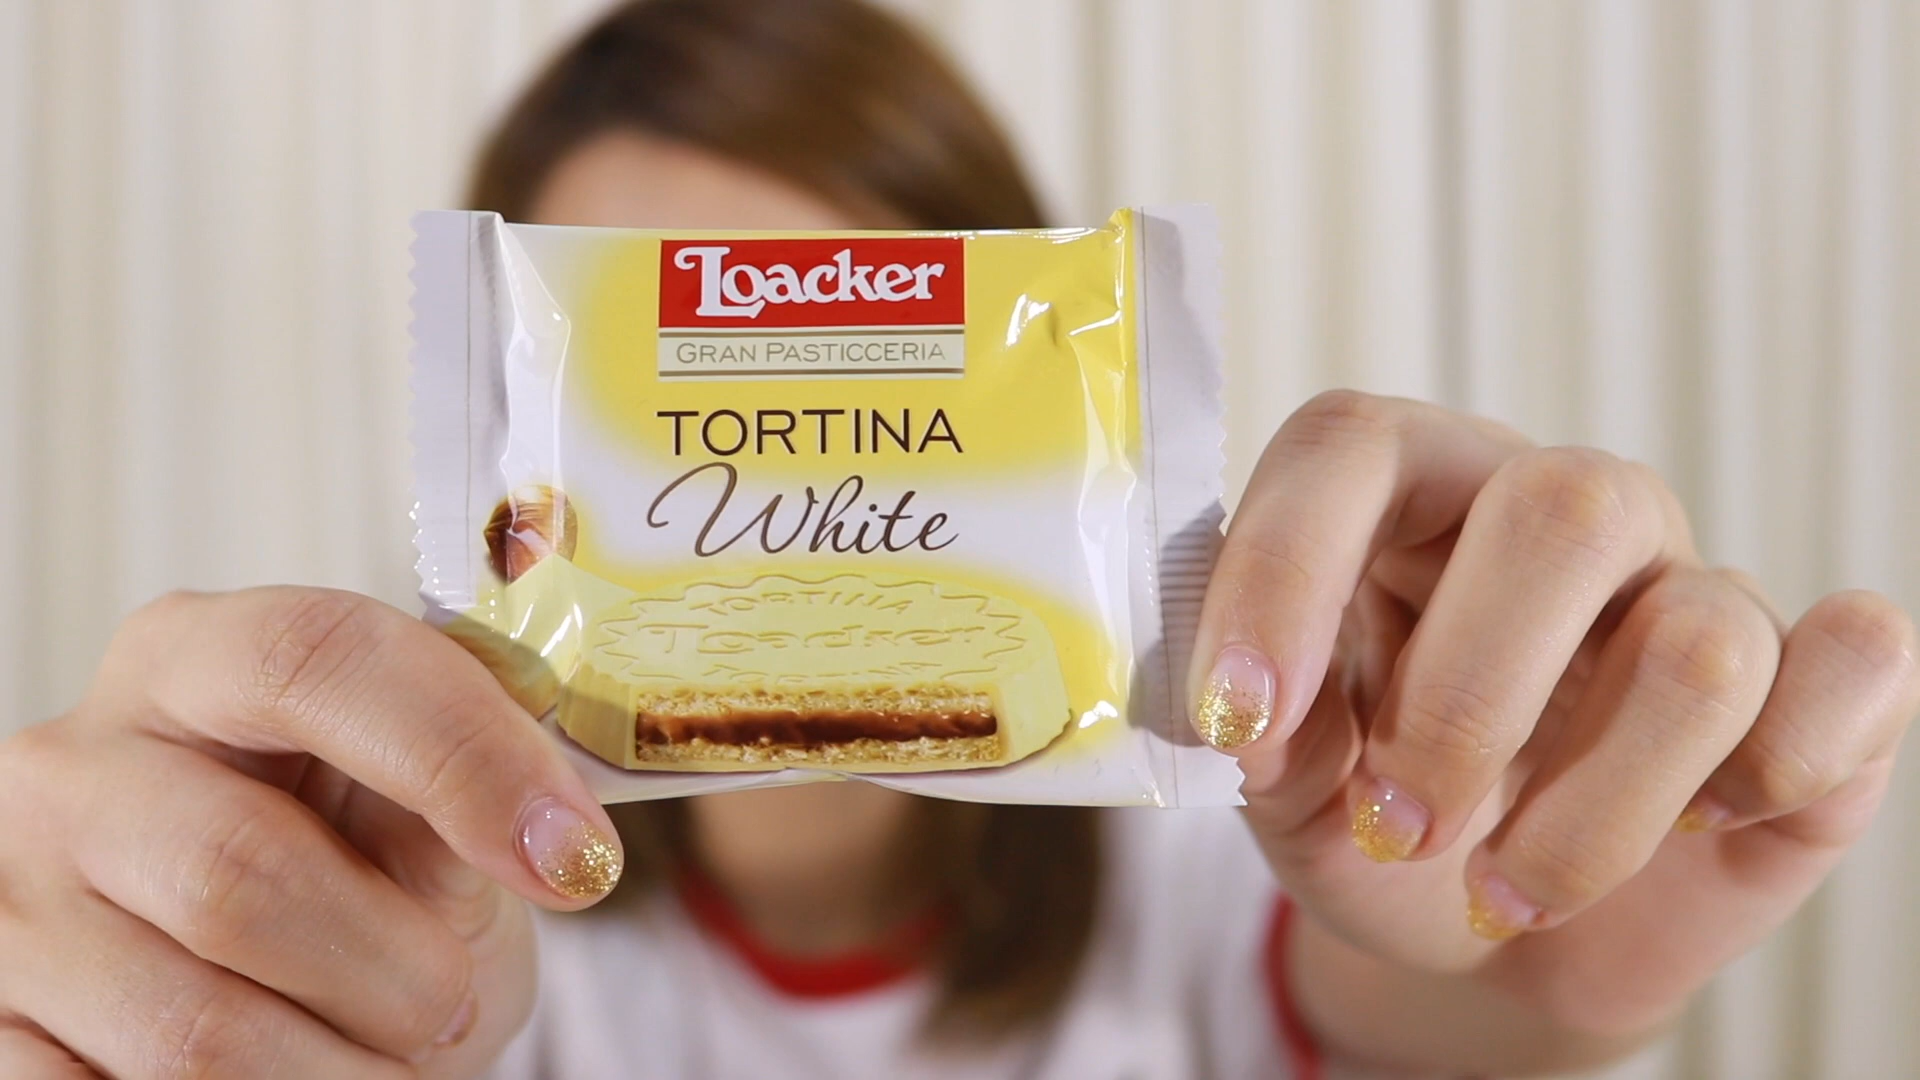 Loacker
GRAN PASTICCERIA
TORTINA
White
TORTINA
Loacker
TORTINA